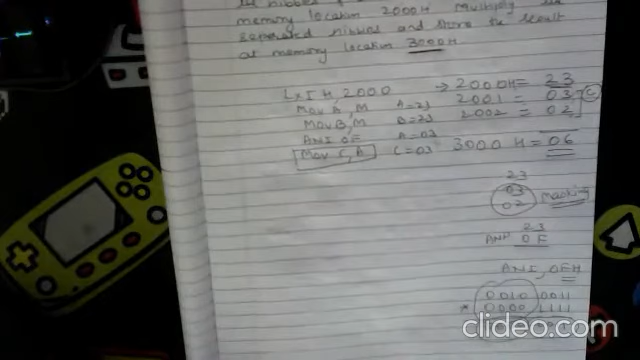 memory location 2000H Multiply the
separated nibbles and store the result
at memory location 3000H
LXI H, 2000 → 2000H = 23
MOV A, M A=23 2001 = 03
MOV B, M B=23 2002 = 02
ANI 0F A=03
MOV C, A C=03 3000 H = 06
C
23
03
02
Masking
23
ANI 0F
ANI, 0FH
0010 0011
0000 1111
clideo.com